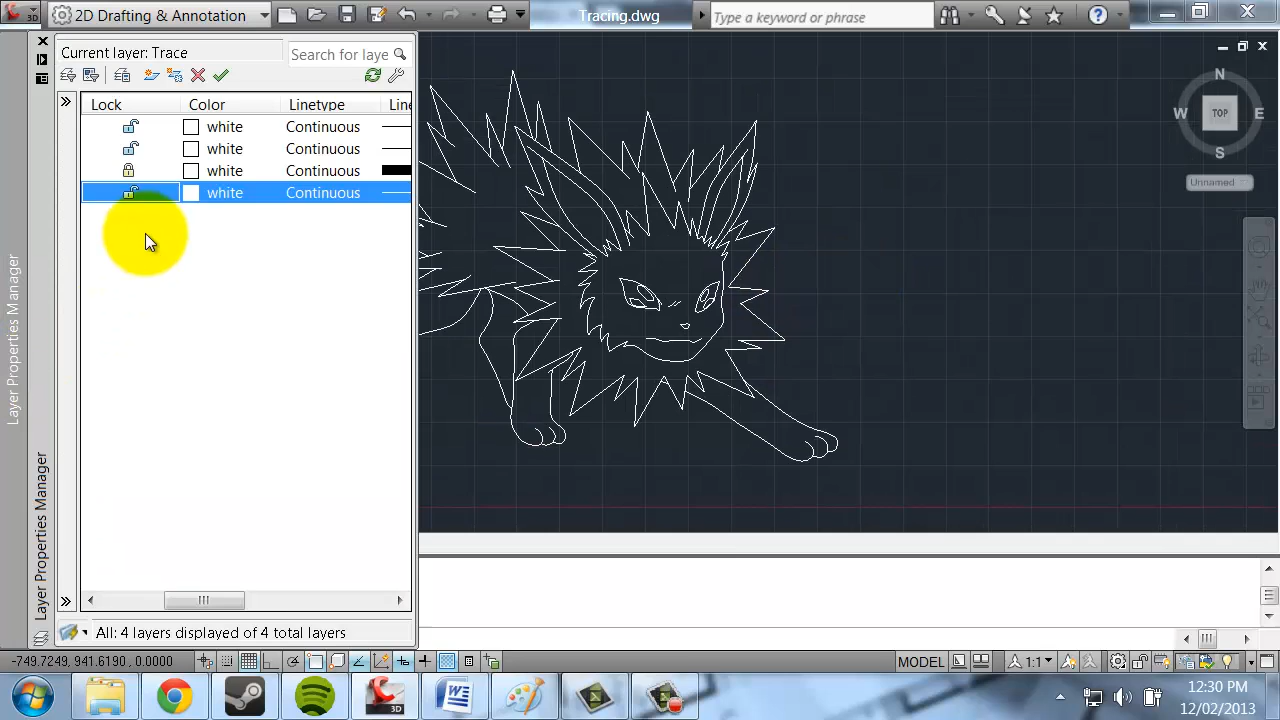 2D Drafting & Annotation
Tracing.dwg
Type a keyword or phrase
3D
Current layer: Trace
Search for laye
Lock Color Linetype Line
white Continuous
white Continuous
white Continuous
white Continuous
N
W TOP E
S
Unnamed
Layer Properties Manager
Layer Properties Manager
All: 4 layers displayed of 4 total layers
-749.7249, 941.6190, 0.0000
MODEL
1:1
3D
12:30 PM
12/02/2013